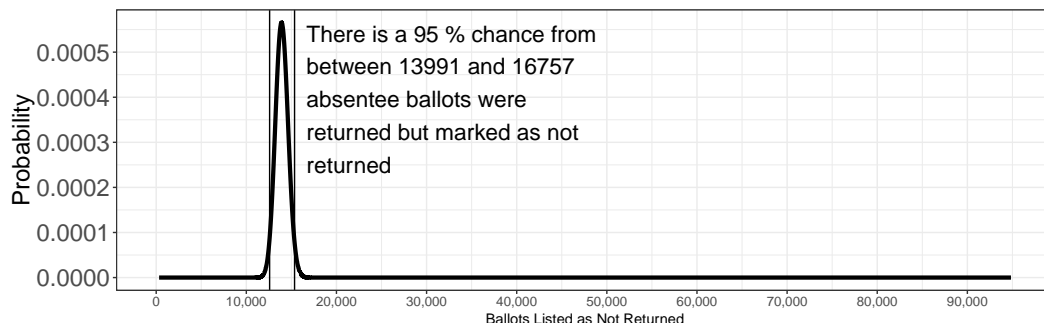 There is a 95 % chance from
between 13991 and 16757
absentee ballots were
returned but marked as not
returned
Probability
0.0005
0.0004
0.0003
0.0002
0.0001
0.0000
0 10,000 20,000 30,000 40,000 50,000 60,000 70,000 80,000 90,000
Ballots Listed as Not Returned